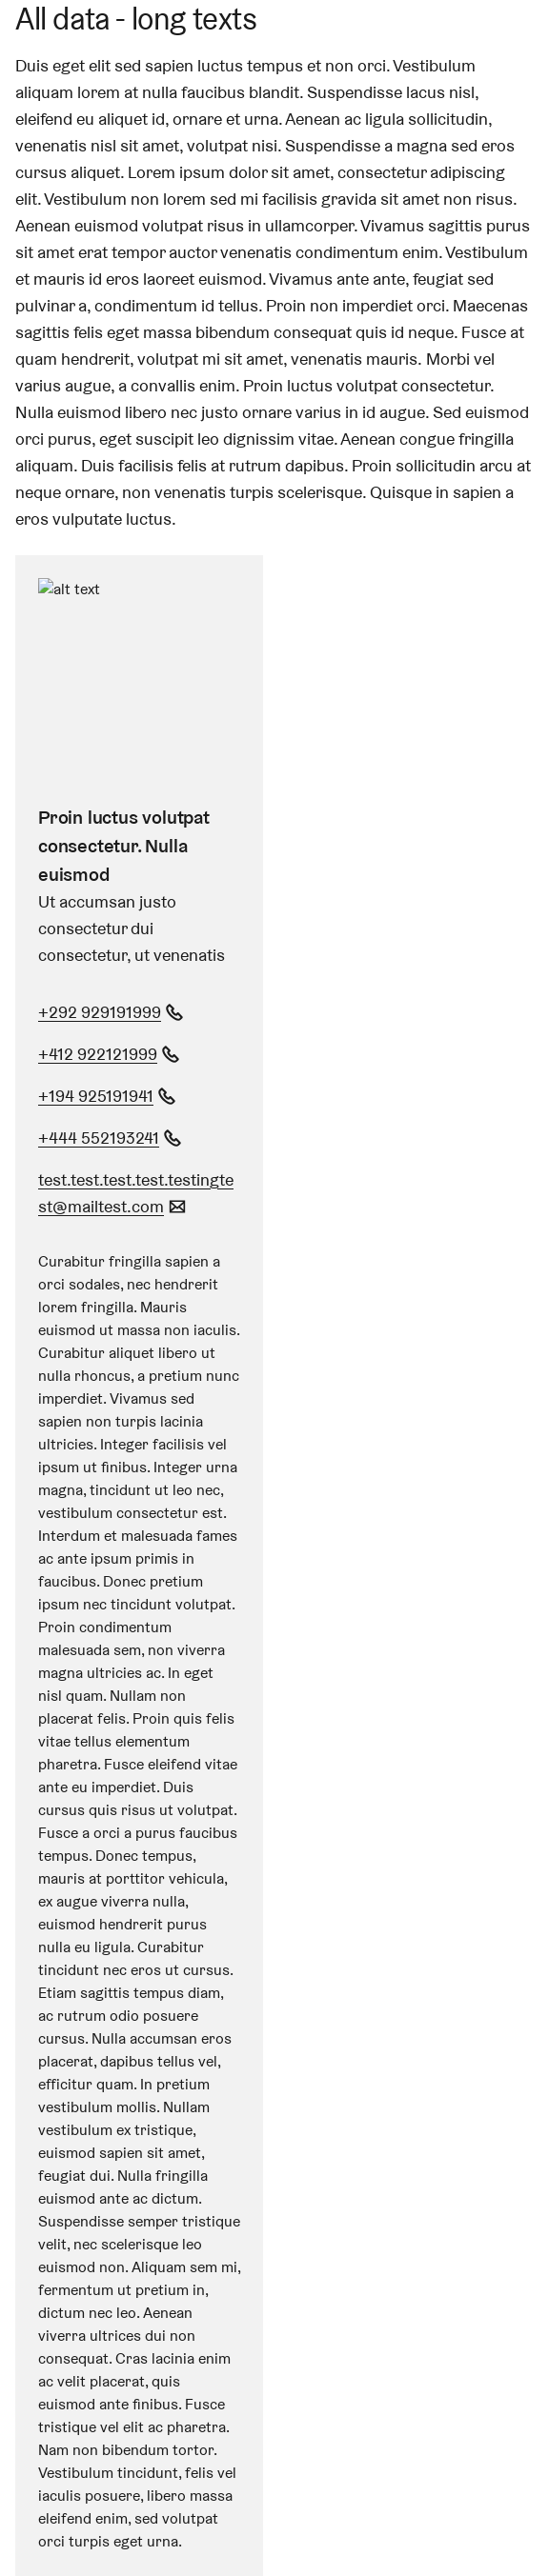 All data - long texts
Duis eget elit sed sapien luctus tempus et non orci. Vestibulum
aliquam lorem at nulla faucibus blandit. Suspendisse lacus nisl,
eleifend eu aliquet id, ornare et urna. Aenean ac ligula sollicitudin,
venenatis nisl sit amet, volutpat nisi. Suspendisse a magna sed eros
cursus aliquet. Lorem ipsum dolor sit amet, consectetur adipiscing
elit. Vestibulum non lorem sed mi facilisis gravida sit amet non risus.
Aenean euismod volutpat risus in ullamcorper. Vivamus sagittis purus
sit amet erat tempor auctor venenatis condimentum enim. Vestibulum
et mauris id eros laoreet euismod. Vivamus ante ante, feugiat sed
pulvinar a, condimentum id tellus. Proin non imperdiet orci. Maecenas
sagittis felis eget massa bibendum consequat quis id neque. Fusce at
quam hendrerit, volutpat mi sit amet, venenatis mauris. Morbi vel
varius augue, a convallis enim. Proin luctus volutpat consectetur.
Nulla euismod libero nec justo ornare varius in id augue. Sed euismod
orci purus, eget suscipit leo dignissim vitae. Aenean congue fringilla
aliquam. Duis facilisis felis at rutrum dapibus. Proin sollicitudin arcu at
neque ornare, non venenatis turpis scelerisque. Quisque in sapien a
eros vulputate luctus.
alt text
Proin luctus volutpat
consectetur. Nulla
euismod
Ut accumsan justo
consectetur dui
consectetur, ut venenatis
+292 929191999
+412 922121999
+194 925191941
+444 552193241
test.test.test.test.testingte
st@mailtest.com
Curabitur fringilla sapien a
orci sodales, nec hendrerit
lorem fringilla. Mauris
euismod ut massa non iaculis.
Curabitur aliquet libero ut
nulla rhoncus, a pretium nunc
imperdiet. Vivamus sed
sapien non turpis lacinia
ultricies. Integer facilisis vel
ipsum ut finibus. Integer urna
magna, tincidunt ut leo nec,
vestibulum consectetur est.
Interdum et malesuada fames
ac ante ipsum primis in
faucibus. Donec pretium
ipsum nec tincidunt volutpat.
Proin condimentum
malesuada sem, non viverra
magna ultricies ac. In eget
nisl quam. Nullam non
placerat felis. Proin quis felis
vitae tellus elementum
pharetra. Fusce eleifend vitae
ante eu imperdiet. Duis
cursus quis risus ut volutpat.
Fusce a orci a purus faucibus
tempus. Donec tempus,
mauris at porttitor vehicula,
ex augue viverra nulla,
euismod hendrerit purus
nulla eu ligula. Curabitur
tincidunt nec eros ut cursus.
Etiam sagittis tempus diam,
ac rutrum odio posuere
cursus. Nulla accumsan eros
placerat, dapibus tellus vel,
efficitur quam. In pretium
vestibulum mollis. Nullam
vestibulum ex tristique,
euismod sapien sit amet,
feugiat dui. Nulla fringilla
euismod ante ac dictum.
Suspendisse semper tristique
velit, nec scelerisque leo
euismod non. Aliquam sem mi,
fermentum ut pretium in,
dictum nec leo. Aenean
viverra ultrices dui non
consequat. Cras lacinia enim
ac velit placerat, quis
euismod ante finibus. Fusce
tristique vel elit ac pharetra.
Nam non bibendum tortor.
Vestibulum tincidunt, felis vel
iaculis posuere, libero massa
eleifend enim, sed volutpat
orci turpis eget urna.